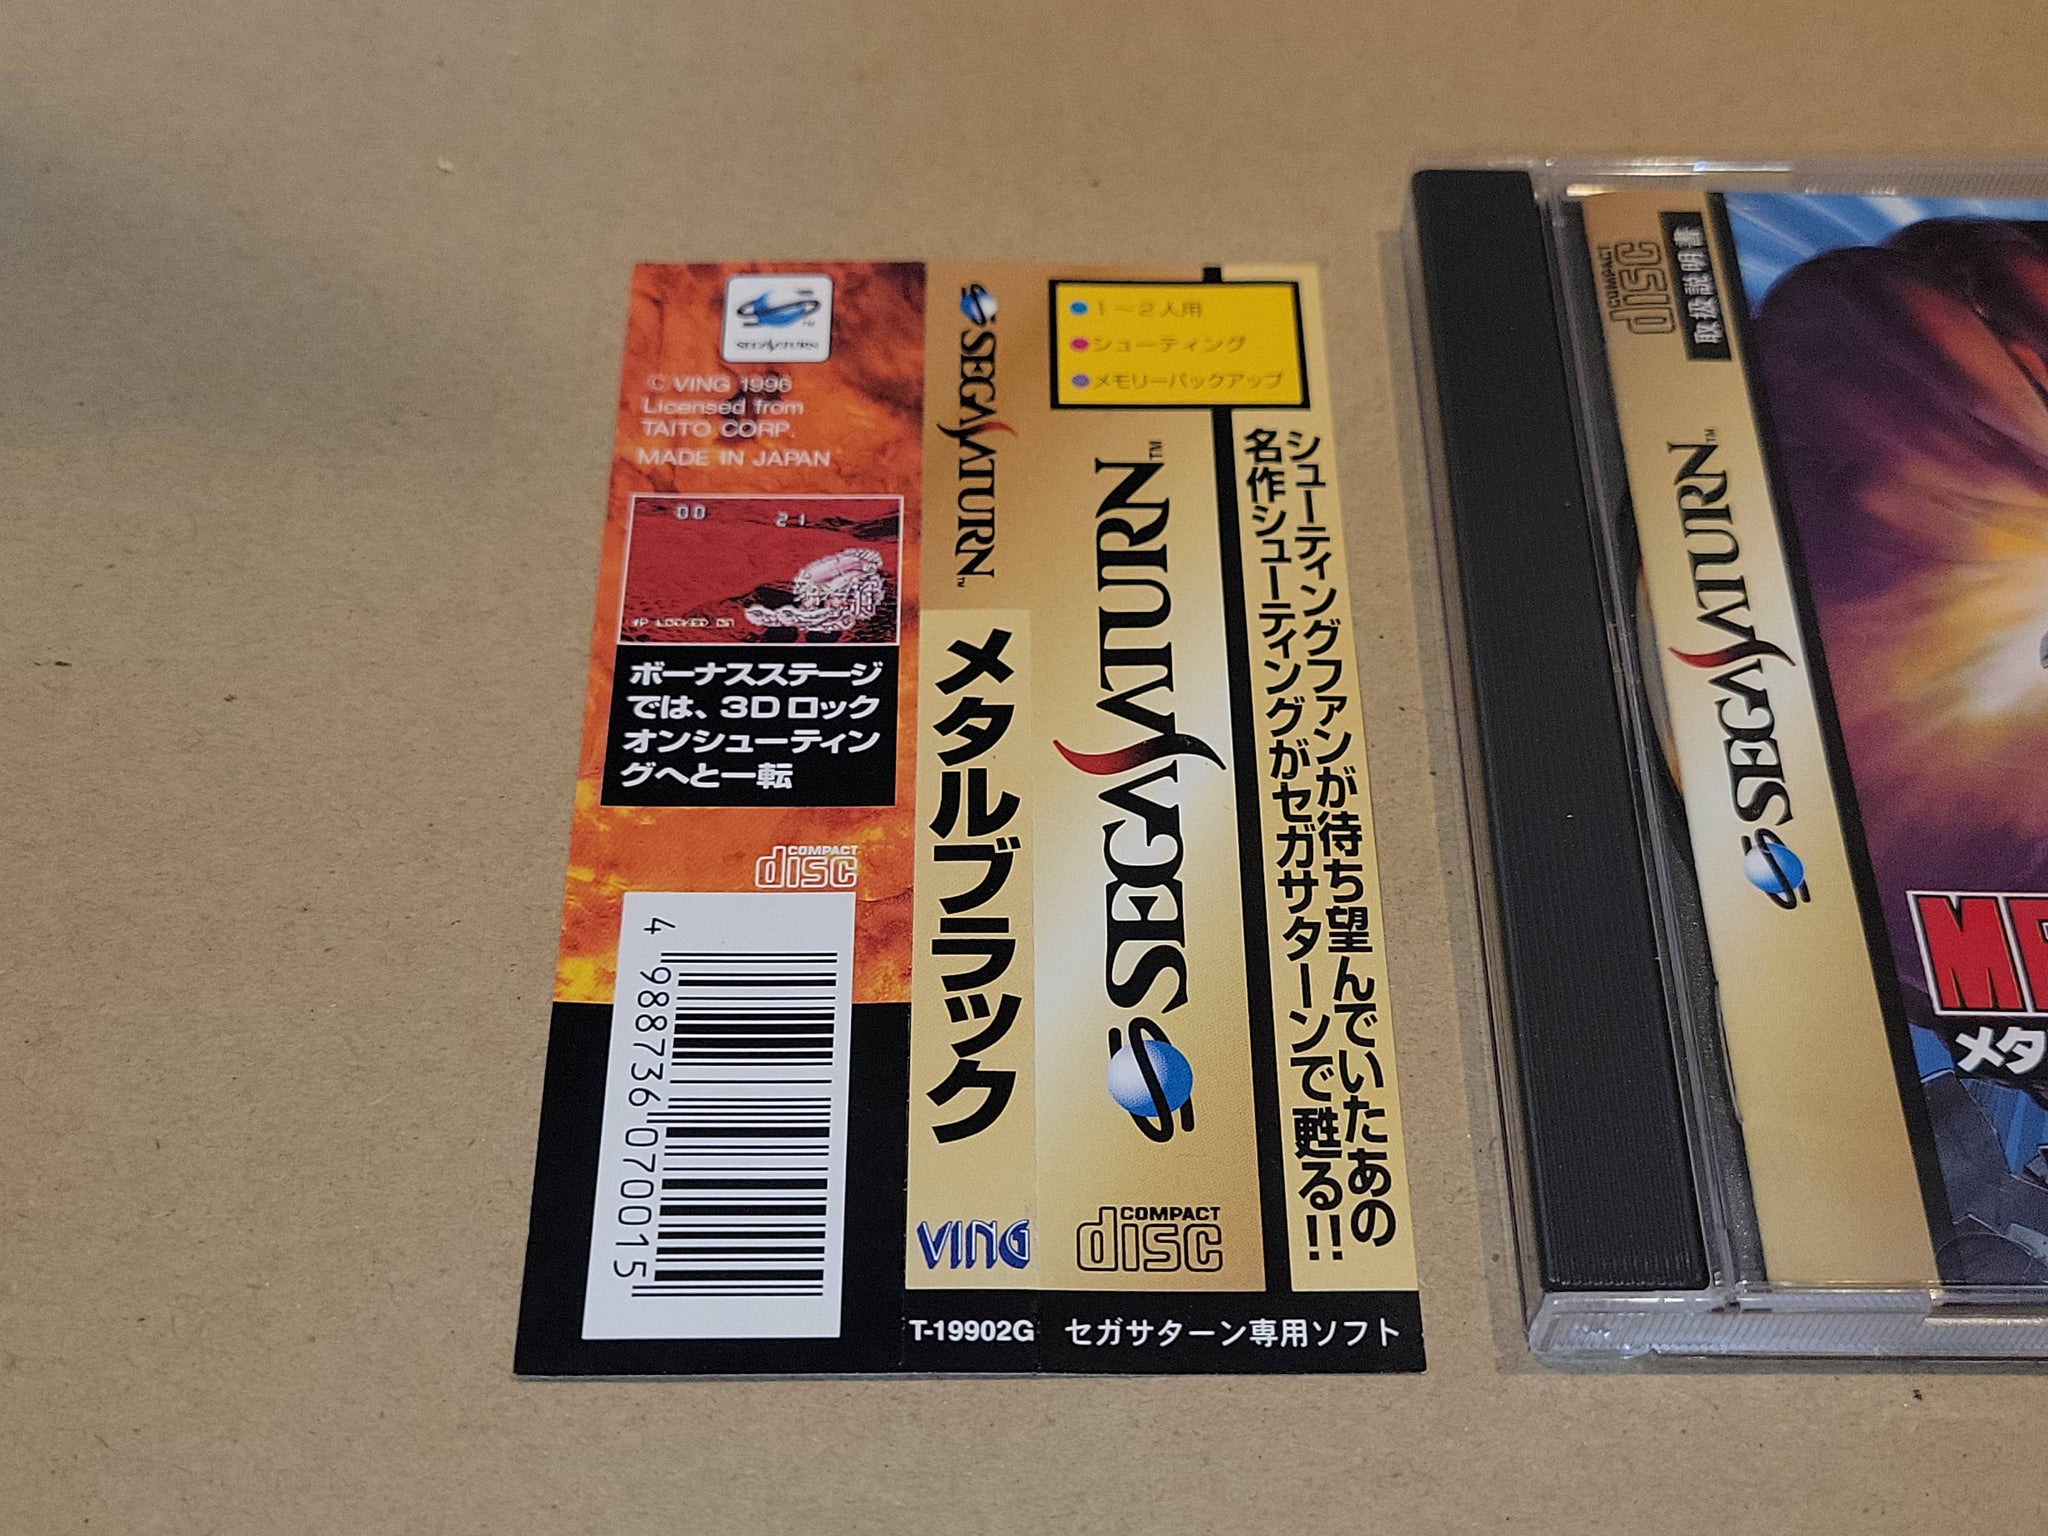 SEGA SATURN
© VING 1996
Licensed from
TAITO CORP.
MADE IN JAPAN
00 21
LOCKED ON
ボーナスステージ
では、3Dロック
オンシューティン
グへと一転
COMPACT
disc
4 988736 070015
SEGA SATURN™
メタルブラック
VING
T-19902G
1〜2人用
シューティング
メモリーバックアップ
SEGA SATURN™
COMPACT
disc
シューティングファンが待ち望んでいたあの
名作シューティングがセガサターンで甦る!!
セガサターン専用ソフト
COMPACT
disc
取扱説明書
SEGA SATURN™
ME
メタ